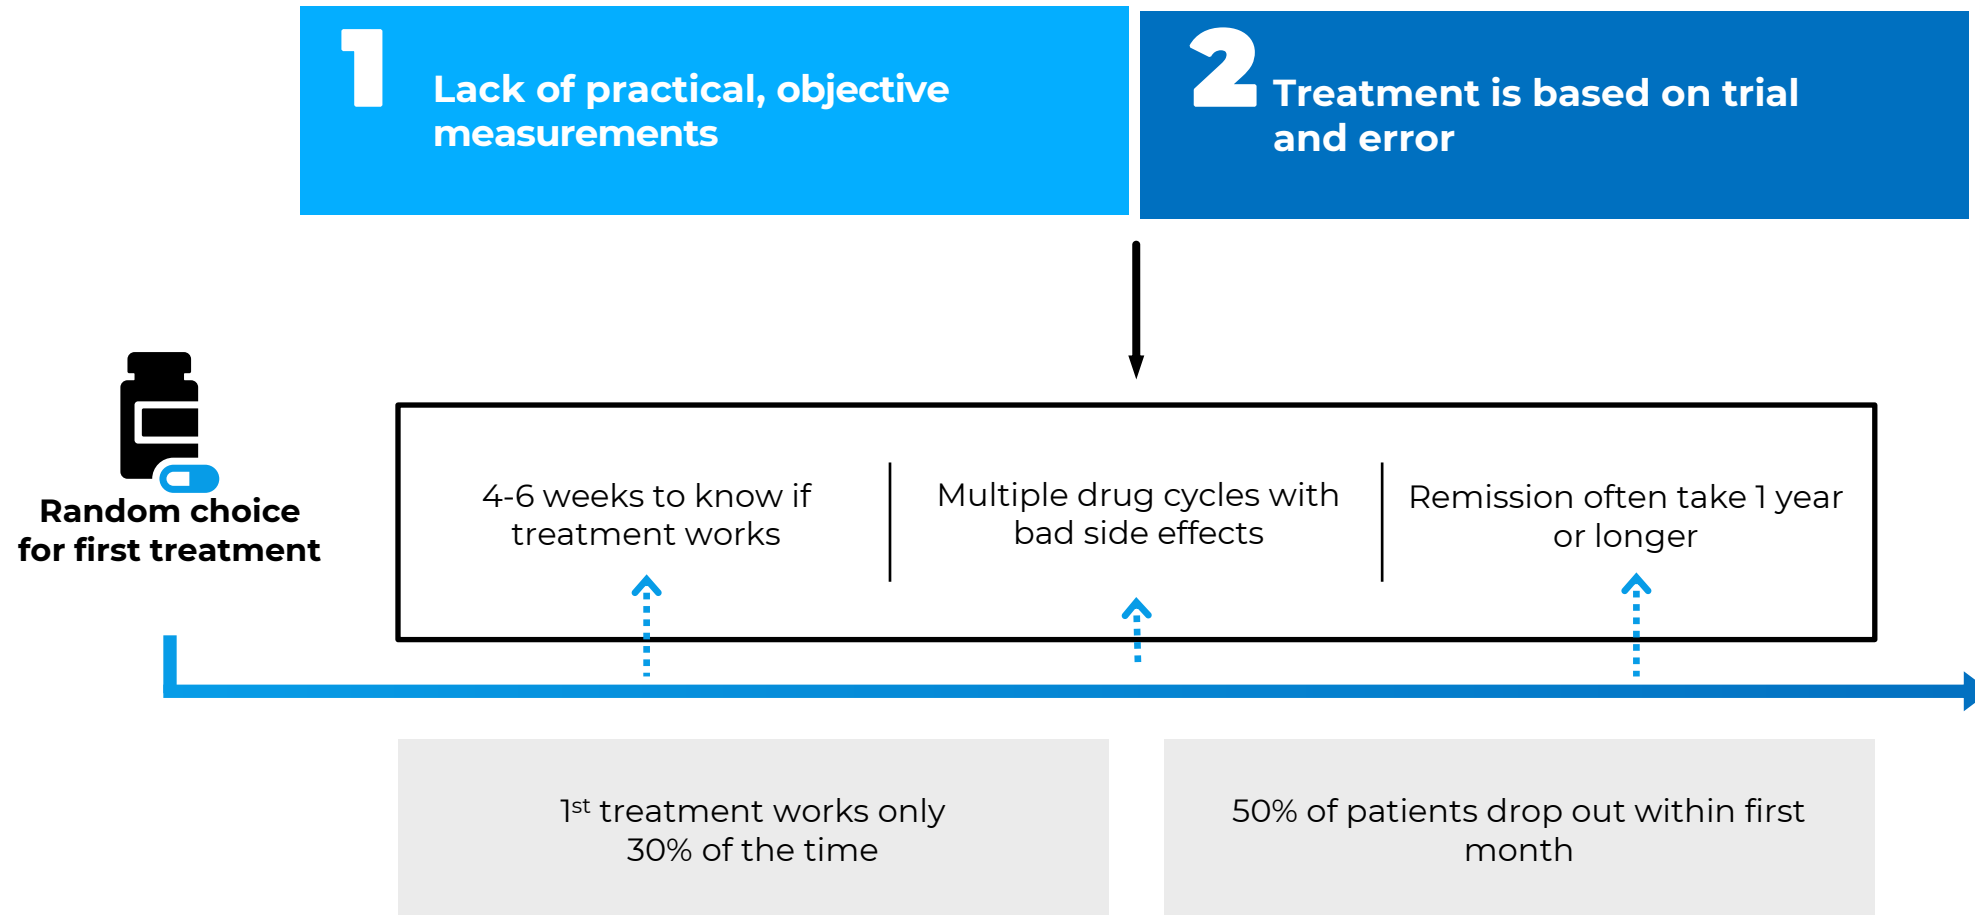 1
Lack of practical, objective
measurements
2
Treatment is based on trial
and error
Random choice
for first treatment
4-6 weeks to know if
treatment works
Multiple drug cycles with
bad side effects
Remission often take 1 year
or longer
1st treatment works only
30% of the time
50% of patients drop out within first
month